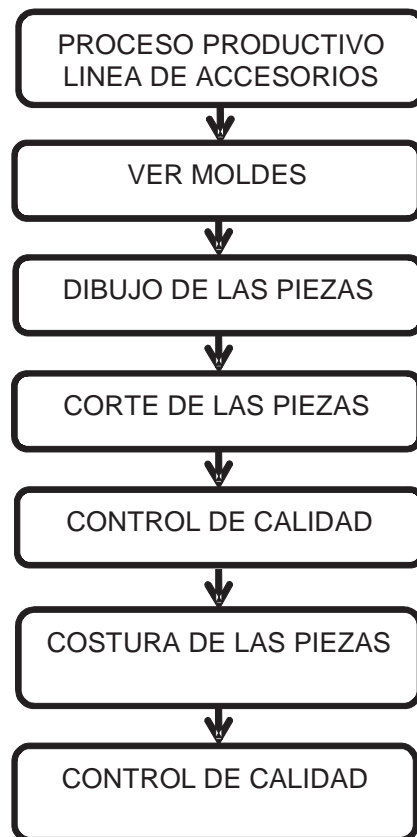 PROCESO PRODUCTIVO
LINEA DE ACCESORIOS
VER MOLDES
DIBUJO DE LAS PIEZAS
CORTE DE LAS PIEZAS
CONTROL DE CALIDAD
COSTURA DE LAS PIEZAS
CONTROL DE CALIDAD